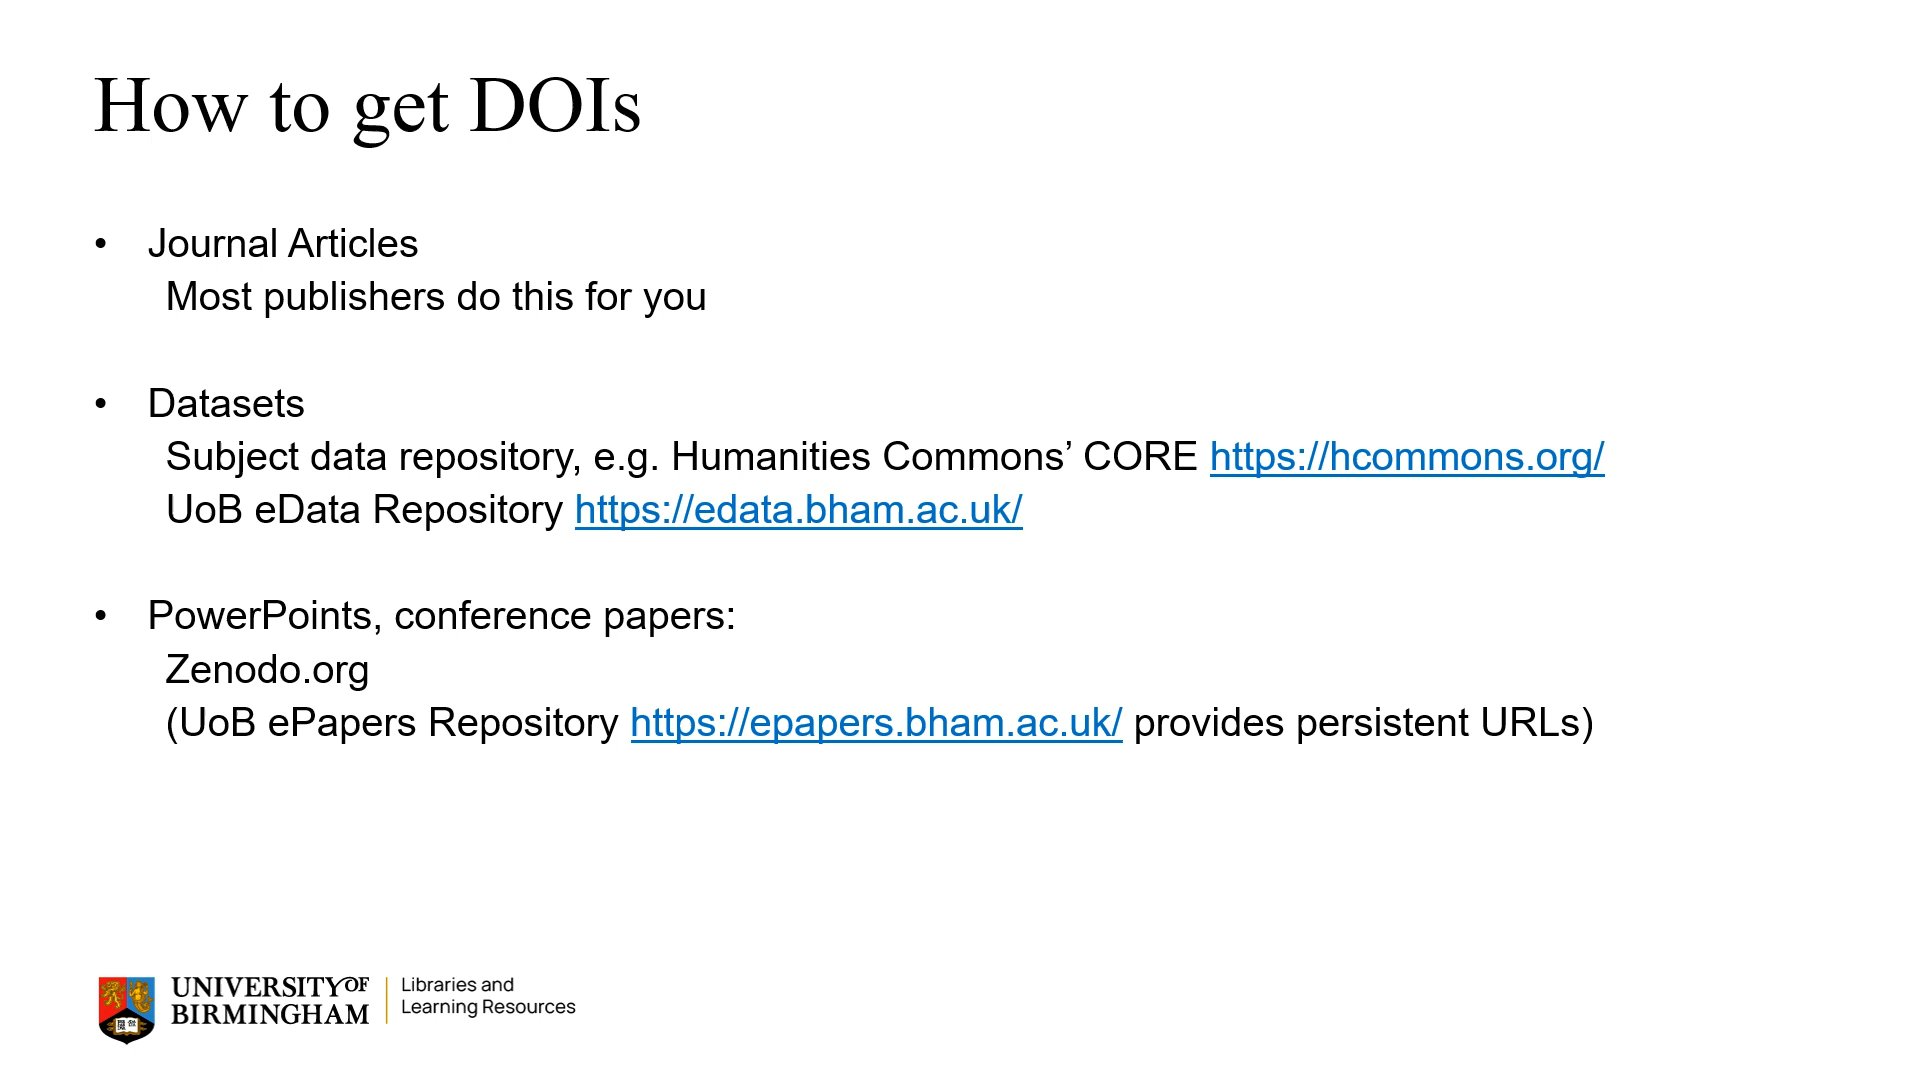 How to get DOIs
• Journal Articles
Most publishers do this for you
• Datasets
Subject data repository, e.g. Humanities Commons’ CORE https://hcommons.org/
UoB eData Repository https://edata.bham.ac.uk/
• PowerPoints, conference papers:
Zenodo.org
(UoB ePapers Repository https://epapers.bham.ac.uk/ provides persistent URLs)
UNIVERSITY OF
BIRMINGHAM
Libraries and
Learning Resources